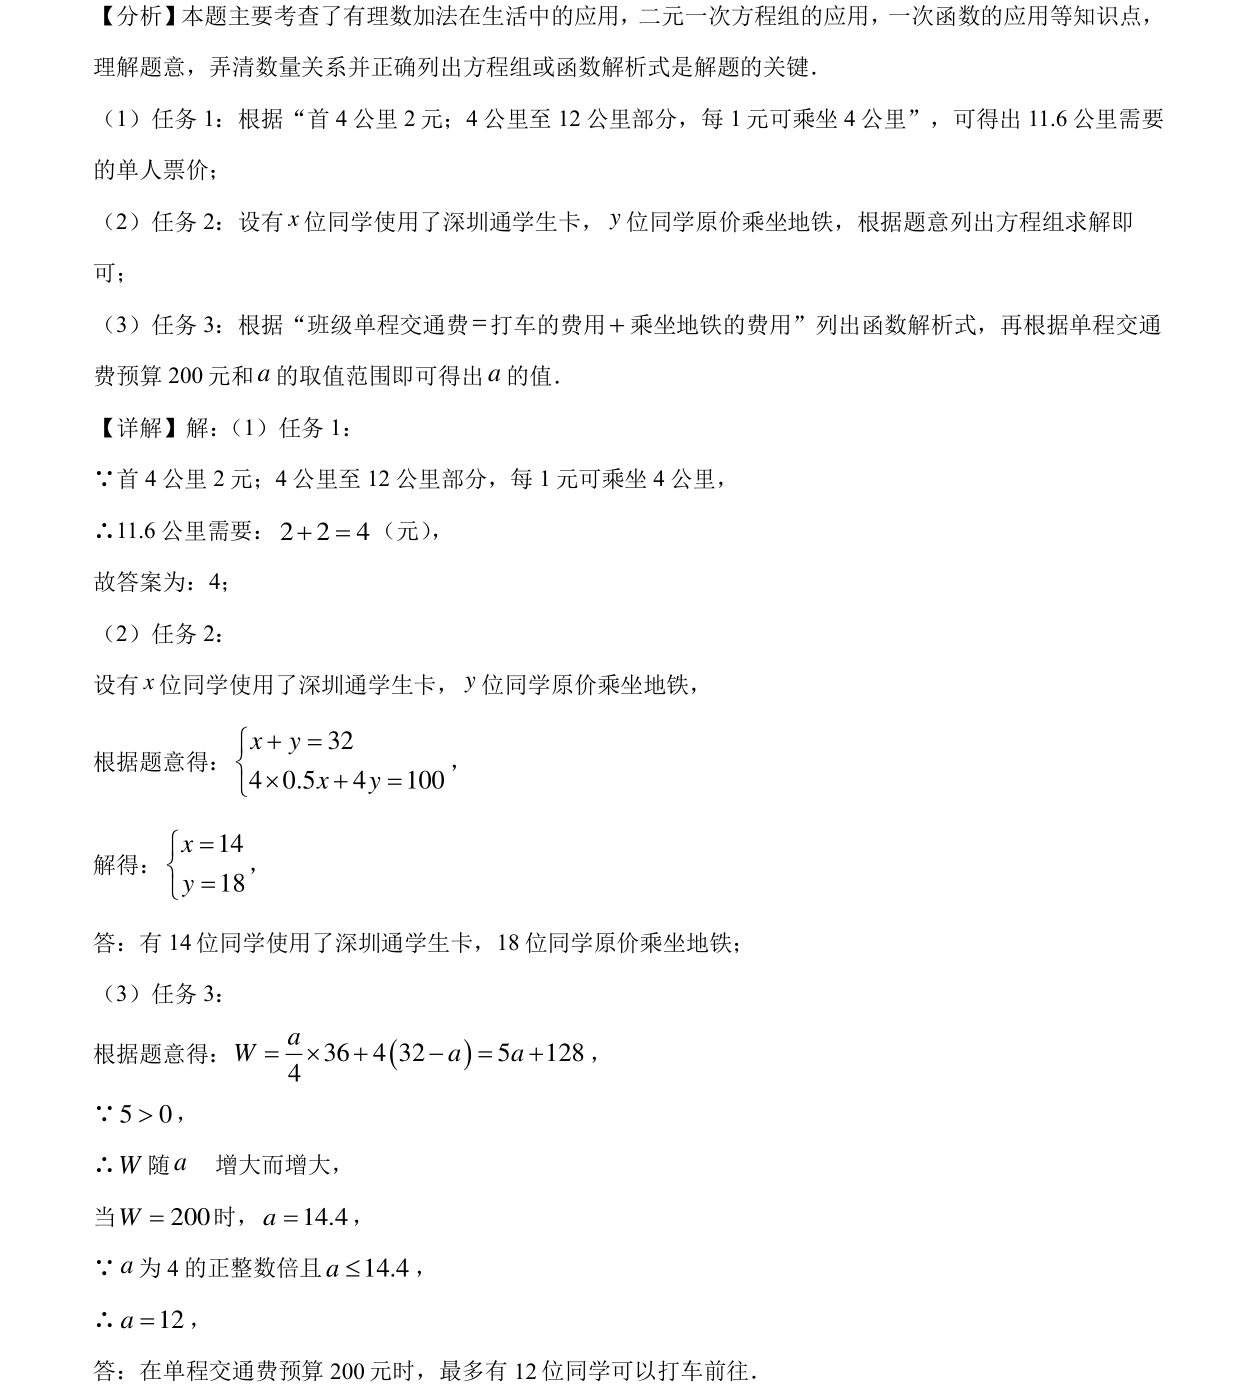 【分析】本题主要考查了有理数加法在生活中的应用，二元一次方程组的应用，一次函数的应用等知识点，
理解题意，弄清数量关系并正确列出方程组或函数解析式是解题的关键．
（1）任务 1：根据“首 4 公里 2 元；4 公里至 12 公里部分，每 1 元可乘坐 4 公里”，可得出 11.6 公里需要
的单人票价；
（2）任务 2：设有 x 位同学使用了深圳通学生卡， y 位同学原价乘坐地铁，根据题意列出方程组求解即
可；
（3）任务 3：根据“班级单程交通费＝打车的费用＋乘坐地铁的费用”列出函数解析式，再根据单程交通
费预算 200 元和 a 的取值范围即可得出 a 的值．
【详解】解：（1）任务 1：
∵首 4 公里 2 元；4 公里至 12 公里部分，每 1 元可乘坐 4 公里，
∴11.6 公里需要： 2+2=4（元），
故答案为：4；
（2）任务 2：
设有 x 位同学使用了深圳通学生卡， y 位同学原价乘坐地铁，
根据题意得： { x+y=32
4×0.5x+4y=100 ，
解得： { x=14
y=18 ，
答：有 14 位同学使用了深圳通学生卡，18 位同学原价乘坐地铁；
（3）任务 3：
根据题意得： W = a/4 ×36+4(32−a)=5a+128 ，
∵ 5>0，
∴ W 随 a 增大而增大，
当 W=200 时， a=14.4，
∵ a 为 4 的正整数倍且 a≤14.4 ，
∴ a=12 ，
答：在单程交通费预算 200 元时，最多有 12 位同学可以打车前往．